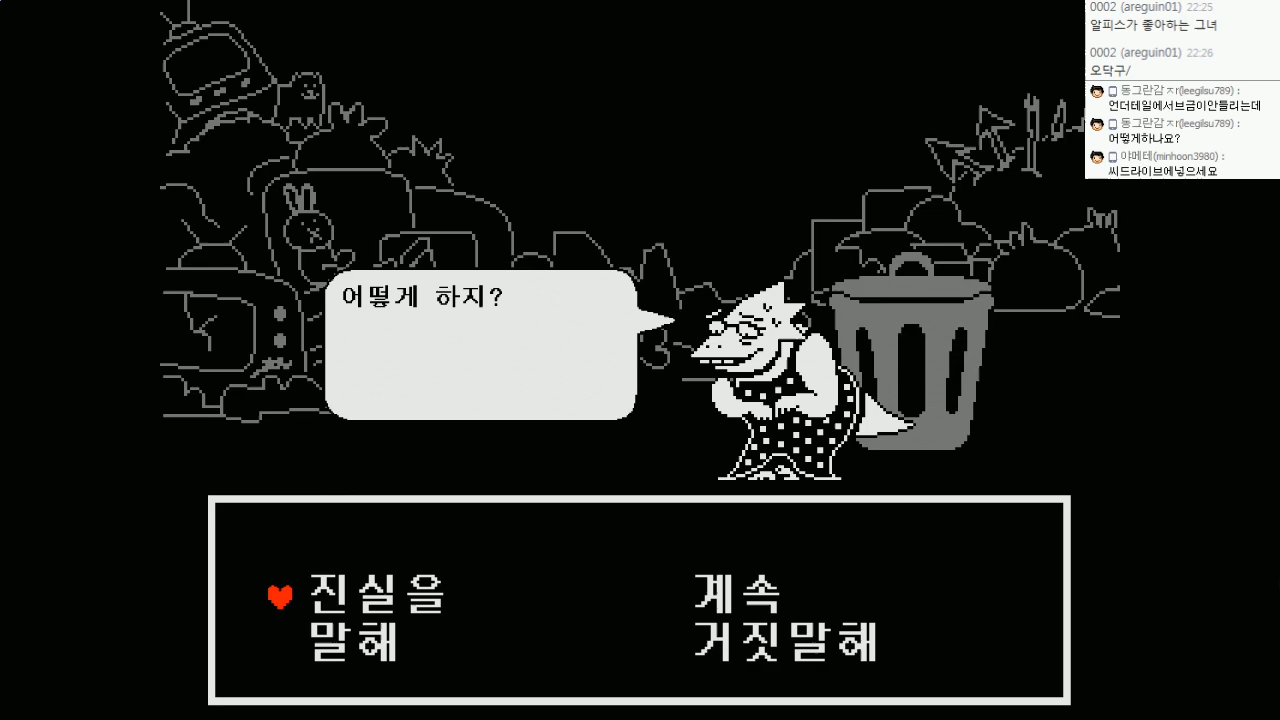 0002 (areguin01) 22:25
알피스가 좋아하는 그녀
0002 (areguin01) 22:26
오닥구/
동그란감ㅈr(leegilsu789) :
언더테일에서브금이안들리는데
동그란감ㅈr(leegilsu789) :
어떻게하나요?
야메테(minhoon3980) :
씨드라이브에넣으세요
어떻게 하지?
진실을
말해
계속
거짓말해